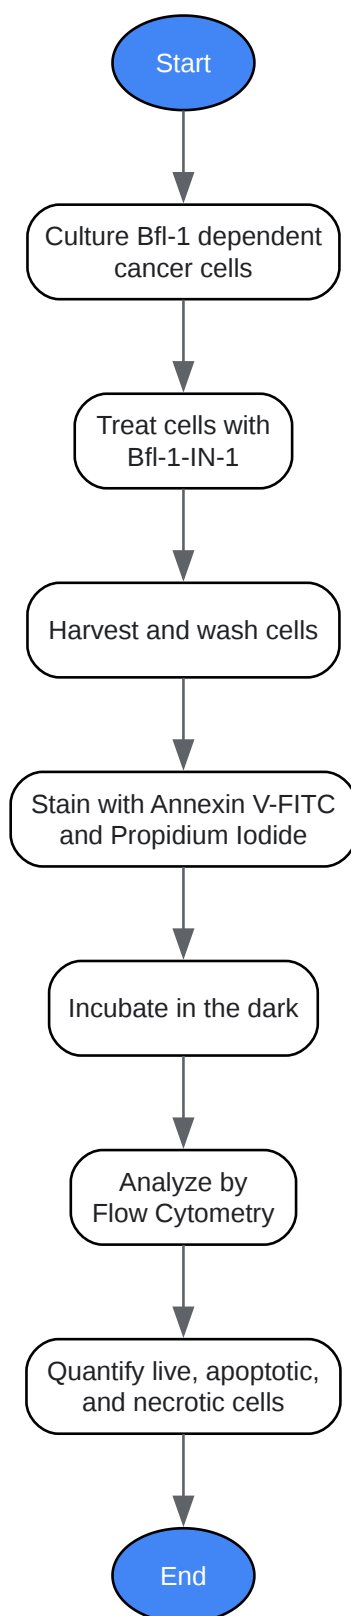 Start
Culture Bfl-1 dependent
cancer cells
Treat cells with
Bfl-1-IN-1
Harvest and wash cells
Stain with Annexin V-FITC
and Propidium Iodide
Incubate in the dark
Analyze by
Flow Cytometry
Quantify live, apoptotic,
and necrotic cells
End